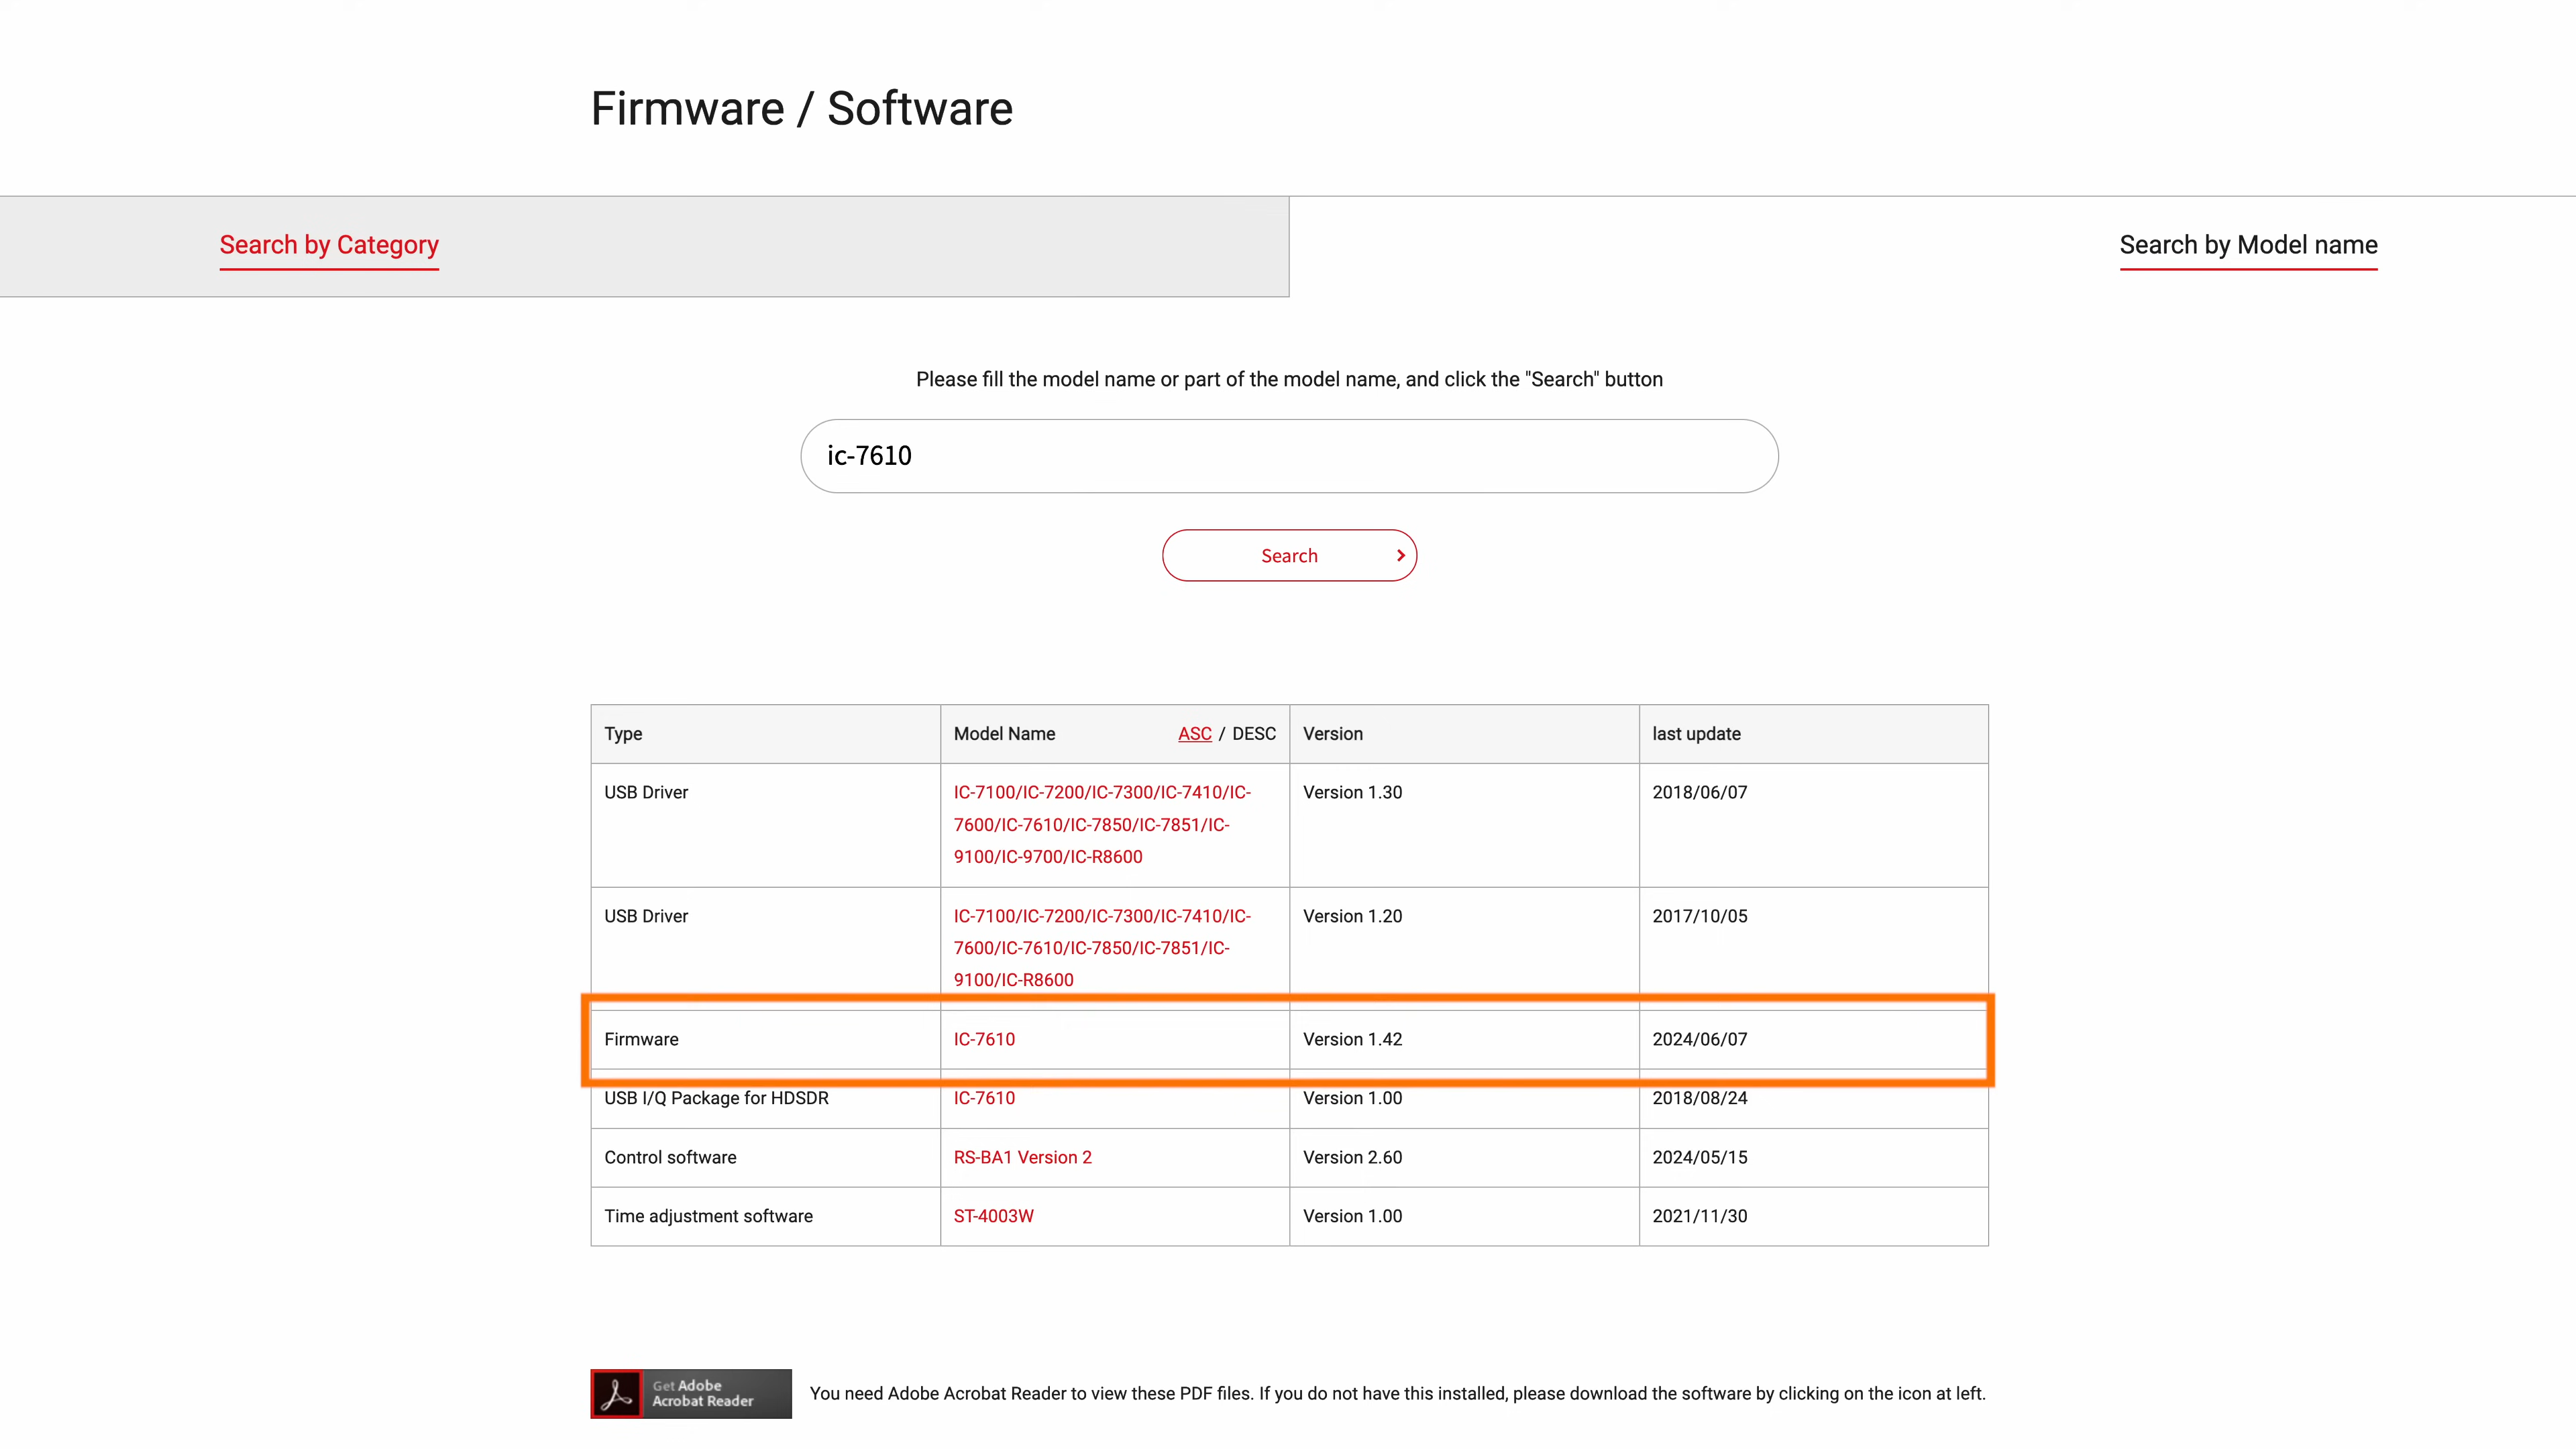 Firmware / Software
Search by Category
Search by Model name
Please fill the model name or part of the model name, and click the "Search" button
ic-7610
Search
Type Model Name ASC / DESC Version last update
USB Driver IC-7100/IC-7200/IC-7300/IC-7410/IC- Version 1.30 2018/06/07
7600/IC-7610/IC-7850/IC-7851/IC-
9100/IC-9700/IC-R8600
USB Driver IC-7100/IC-7200/IC-7300/IC-7410/IC- Version 1.20 2017/10/05
7600/IC-7610/IC-7850/IC-7851/IC-
9100/IC-R8600
Firmware IC-7610 Version 1.42 2024/06/07
USB I/Q Package for HDSDR IC-7610 Version 1.00 2018/08/24
Control software RS-BA1 Version 2 Version 2.60 2024/05/15
Time adjustment software ST-4003W Version 1.00 2021/11/30
Get Adobe
Acrobat Reader
You need Adobe Acrobat Reader to view these PDF files. If you do not have this installed, please download the software by clicking on the icon at left.